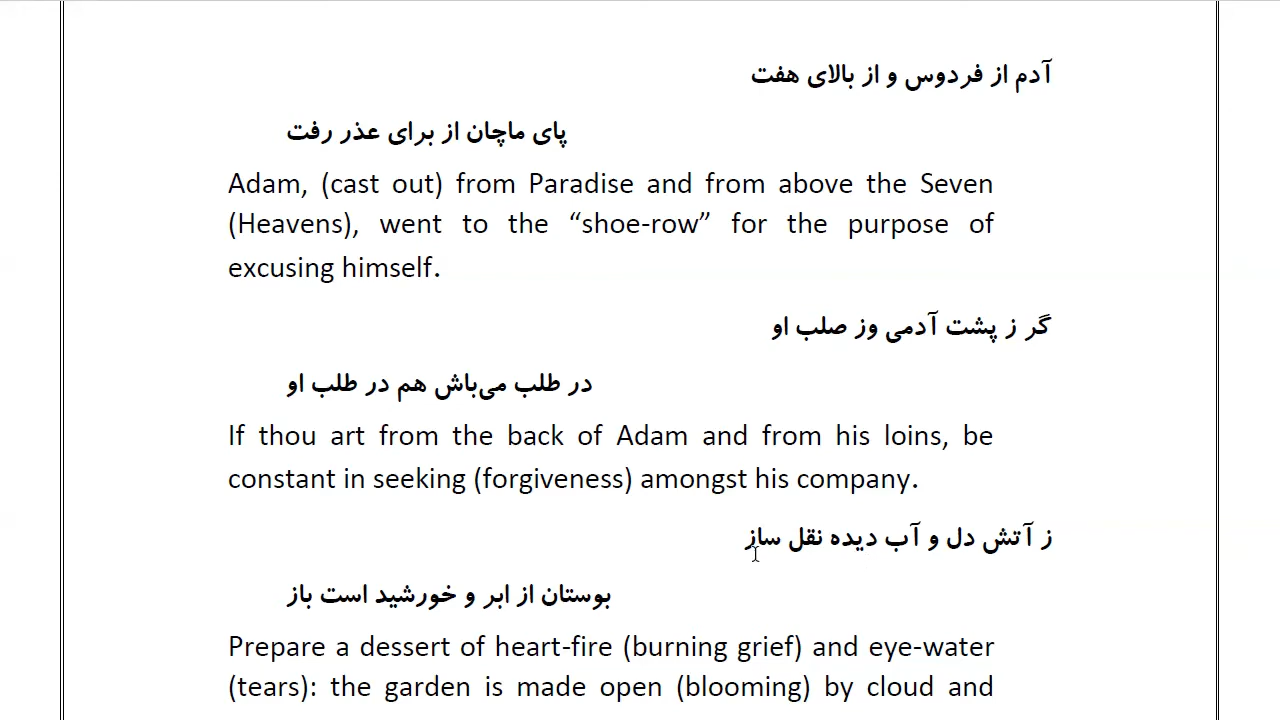 آدم از فردوس و از بالای هفت
پای ماچان از برای عذر رفت
Adam, (cast out) from Paradise and from above the Seven
(Heavens), went to the “shoe-row” for the purpose of
excusing himself.
گر ز پشت آدمی وز صلب او
در طلب می‌باش هم در طلب او
If thou art from the back of Adam and from his loins, be
constant in seeking (forgiveness) amongst his company.
ز آتش دل و آب دیده نقل ساز
بوستان از ابر و خورشید است باز
Prepare a dessert of heart-fire (burning grief) and eye-water
(tears): the garden is made open (blooming) by cloud and